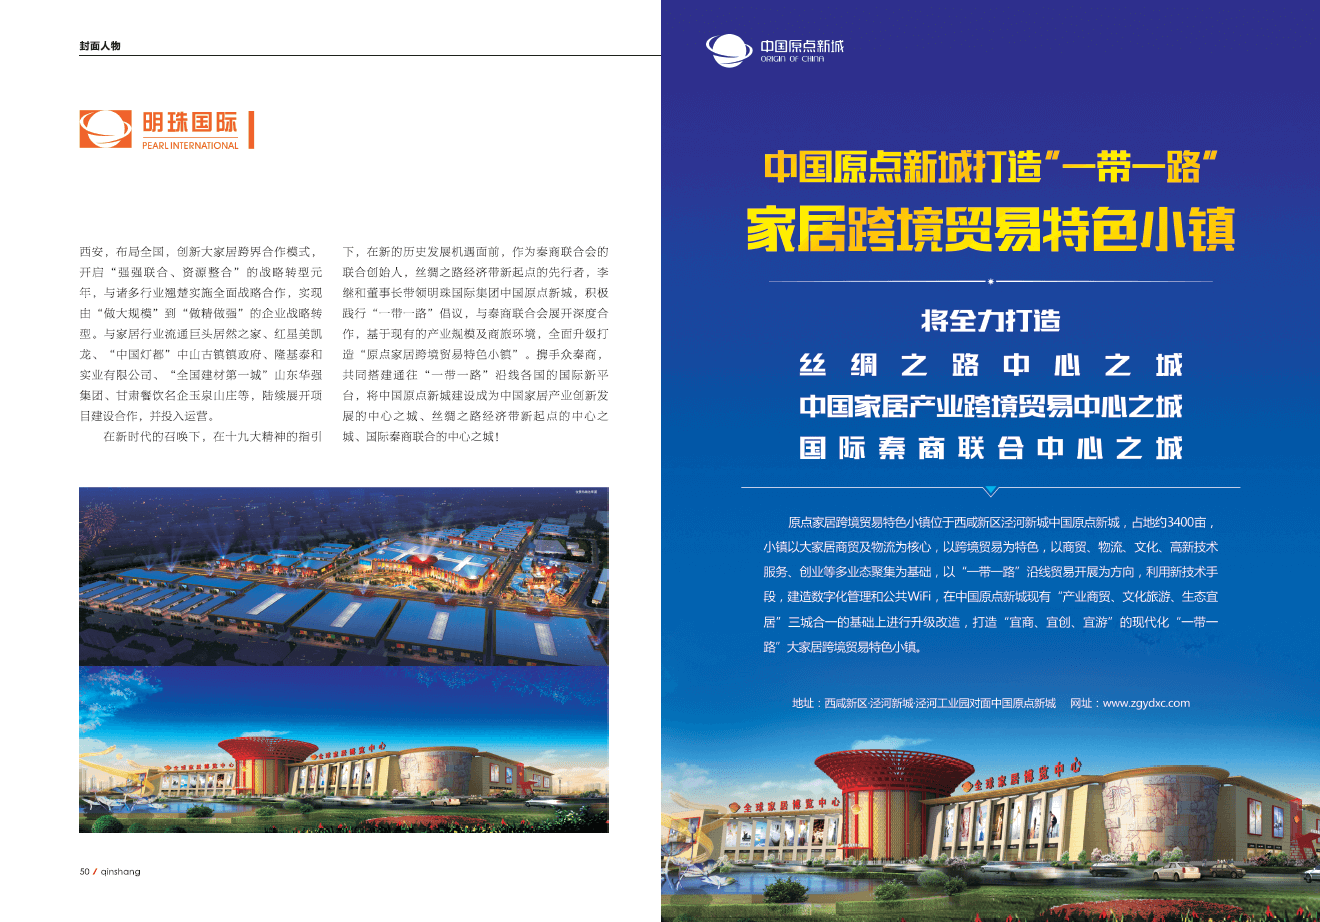 封面人物
明珠国际
PEARL INTERNATIONAL
西安，布局全国，创新大家居跨界合作模式，
开启“强强联合、资源整合”的战略转型元
年，与诸多行业翘楚实施全面战略合作，实现
由“做大规模”到“做精做强”的企业战略转
型。与家居行业流通巨头居然之家、红星美凯
龙、“中国灯都”中山古镇镇政府、隆基泰和
实业有限公司、“全国建材第一城”山东华强
集团、甘肃餐饮名企玉泉山庄等，陆续展开项
目建设合作，并投入运营。
在新时代的召唤下，在十九大精神的指引
下，在新的历史发展机遇面前，作为秦商联合会的
联合创始人，丝绸之路经济带新起点的先行者，李
继和董事长带领明珠国际集团中国原点新城，积极
践行“一带一路”倡议，与秦商联合会展开深度合
作，基于现有的产业规模及商旅环境，全面升级打
造“原点家居跨境贸易特色小镇”。携手众秦商，
共同搭建通往“一带一路”沿线各国的国际新平
台，将中国原点新城建设成为中国家居产业创新发
展的中心之城、丝绸之路经济带新起点的中心之
城、国际秦商联合的中心之城！
全球家居博览中心
全球家居博览中心
50 / qinshang
中国原点新城
ORIGIN OF CHINA
中国原点新城打造“一带一路”
家居跨境贸易特色小镇
将全力打造
丝绸之路中心之城
中国家居产业跨境贸易中心之城
国际秦商联合中心之城
原点家居跨境贸易特色小镇位于西咸新区泾河新城中国原点新城，占地约3400亩，
小镇以大家居商贸及物流为核心，以跨境贸易为特色，以商贸、物流、文化、高新技术
服务、创业等多业态聚集为基础，以“一带一路”沿线贸易开展为方向，利用新技术手
段，建造数字化管理和公共WiFi，在中国原点新城现有“产业商贸、文化旅游、生态宜
居”三城合一的基础上进行升级改造，打造“宜商、宜创、宜游”的现代化“一带一
路”大家居跨境贸易特色小镇。
地址：西咸新区·泾河新城·泾河工业园对面中国原点新城 网址：www.zgydxc.com
全球家居博览中心
全球家居博览中心